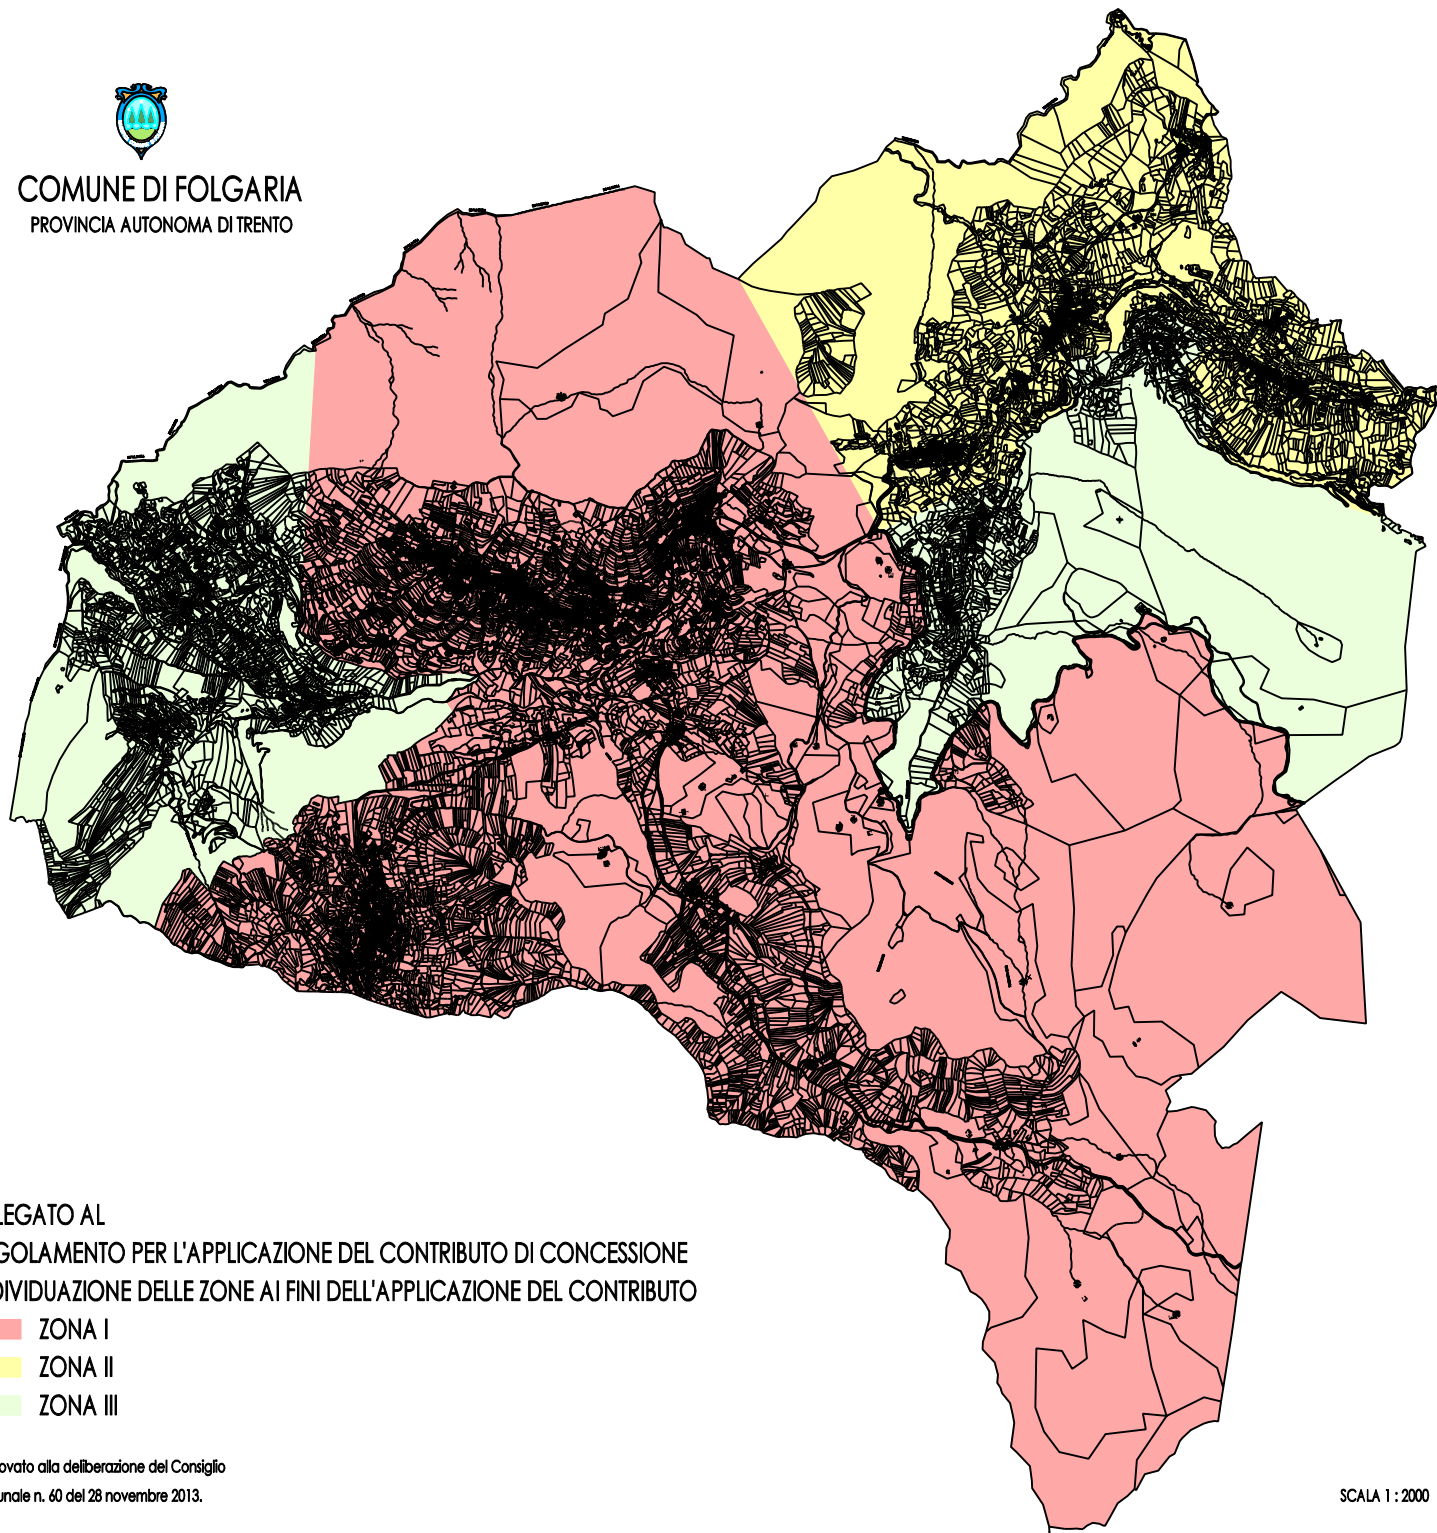 COMUNE DI FOLGARIA
PROVINCIA AUTONOMA DI TRENTO
LEGATO AL
GOLAMENTO PER L'APPLICAZIONE DEL CONTRIBUTO DI CONCESSIONE
DIVIDUAZIONE DELLE ZONE AI FINI DELL'APPLICAZIONE DEL CONTRIBUTO
ZONA I
ZONA II
ZONA III
ovato alla deliberazione del Consiglio
unale n. 60 del 28 novembre 2013.
SCALA 1 : 2000